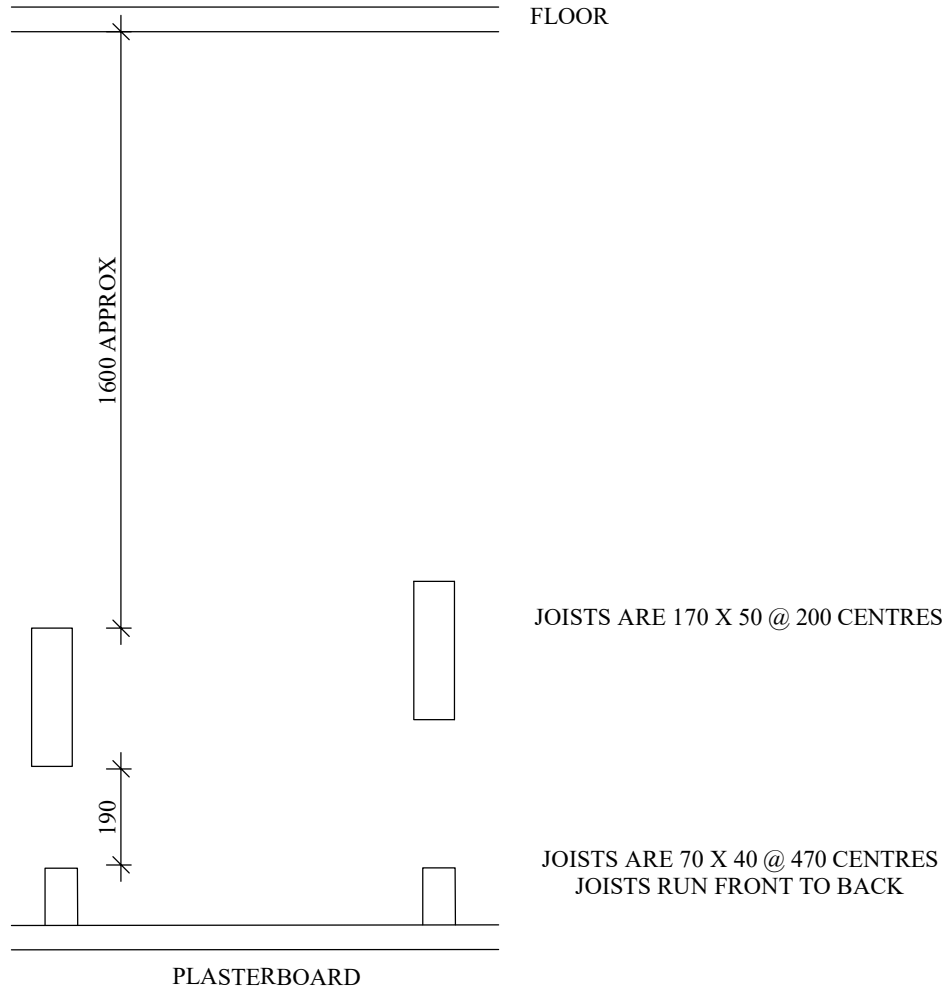 FLOOR
1600 APPROX
JOISTS ARE 170 X 50 @ 200 CENTRES
190
JOISTS ARE 70 X 40 @ 470 CENTRES
JOISTS RUN FRONT TO BACK
PLASTERBOARD